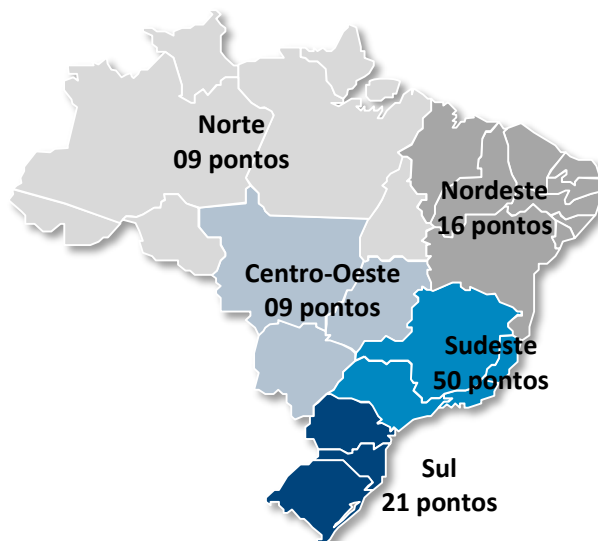 Norte
09 pontos
Nordeste
16 pontos
Centro-Oeste
09 pontos
Sudeste
50 pontos
Sul
21 pontos